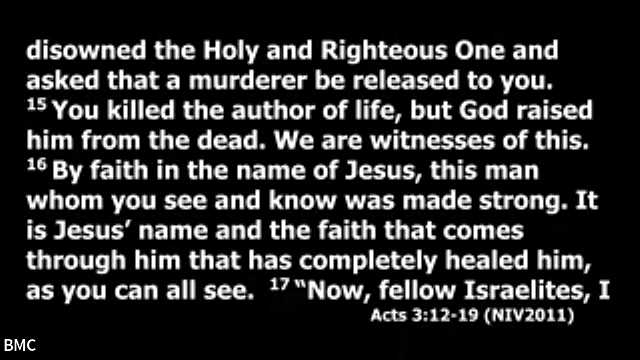 disowned the Holy and Righteous One and
asked that a murderer be released to you.
15 You killed the author of life, but God raised
him from the dead. We are witnesses of this.
16 By faith in the name of Jesus, this man
whom you see and know was made strong. It
is Jesus’ name and the faith that comes
through him that has completely healed him,
as you can all see. 17 “Now, fellow Israelites, I
Acts 3:12-19 (NIV2011)
BMC